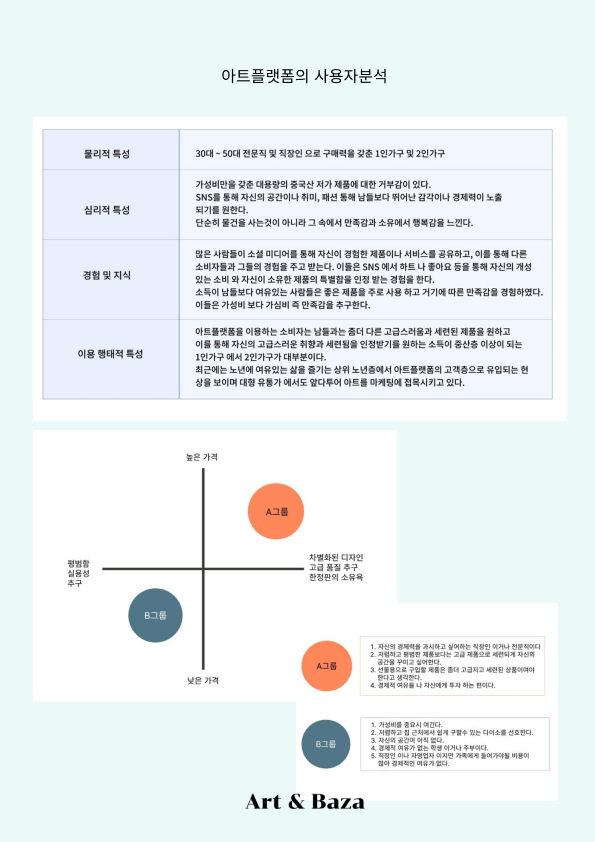 아트플랫폼의 사용자분석
물리적 특성
30대 ~ 50대 전문직 및 직장인 으로 구매력을 갖춘 1인가구 및 2인가구
심리적 특성
가성비만을 갖춘 대용량의 중국산 저가 제품에 대한 거부감이 있다.
SNS를 통해 자신의 공간이나 취미, 패션 통해 남들보다 뛰어난 감각이나 경제력이 노출
되기를 원한다.
단순히 물건을 사는것이 아니라 그 속에서 만족감과 소유에서 행복감을 느낀다.
경험 및 지식
많은 사람들이 소셜 미디어를 통해 자신이 경험한 제품이나 서비스를 공유하고, 이를 통해 다른
소비자들과 그들의 경험을 주고 받는다. 이들은 SNS 에서 하트 나 좋아요 등을 통해 자신의 개성
있는 소비 와 자신이 소유한 제품의 특별함을 인정 받는 경험을 한다.
소득이 남들보다 여유있는 사람들은 좋은 제품을 주로 사용 하고 거기에 따른 만족감을 경험하였다.
이들은 가성비 보다 가심비 즉 만족감을 추구한다.
이용 행태적 특성
아트플랫폼을 이용하는 소비자는 남들과는 좀더 다른 고급스러움과 세련된 제품을 원하고
이를 통해 자신의 고급스러운 취향과 세련됨을 인정받기를 원하는 소득이 중산층 이상이 되는
1인가구 에서 2인가구가 대부분이다.
최근에는 노년에 여유있는 삶을 즐기는 상위 노년층에서 아트플랫폼의 고객층으로 유입되는 현
상을 보이며 대형 유통가 에서도 앞다투어 아트를 마케팅에 접목시키고 있다.
높은 가격
A그룹
평범함
실용성
추구
차별화된 디자인
고급 품질 추구
한정판의 소유욕
B그룹
낮은 가격
A그룹
1. 자신의 경제력을 과시하고 싶어하는 직장인 이거나 전문직이다
2. 저렴하고 평범한 제품보다는 고급 제품으로 세련되게 자신의
공간을 꾸미고 싶어한다.
3. 선물용으로 구입할 제품은 좀더 고급지고 세련된 상품이여야
한다고 생각한다.
4. 경제적 여유을 나 자신에게 투자 하는 편이다.
B그룹
1. 가성비를 중요시 여긴다.
2. 저렴하고 집 근처에서 쉽게 구할수 있는 다이소를 선호한다.
3. 자신의 공간이 아직 없다.
4. 경제적 여유가 없는 학생 이거나 주부이다.
5. 직장인 이나 자영업자 이지만 가족에게 들어가야될 비용이
많아 경제적인 여유가 없다.
Art & Baza